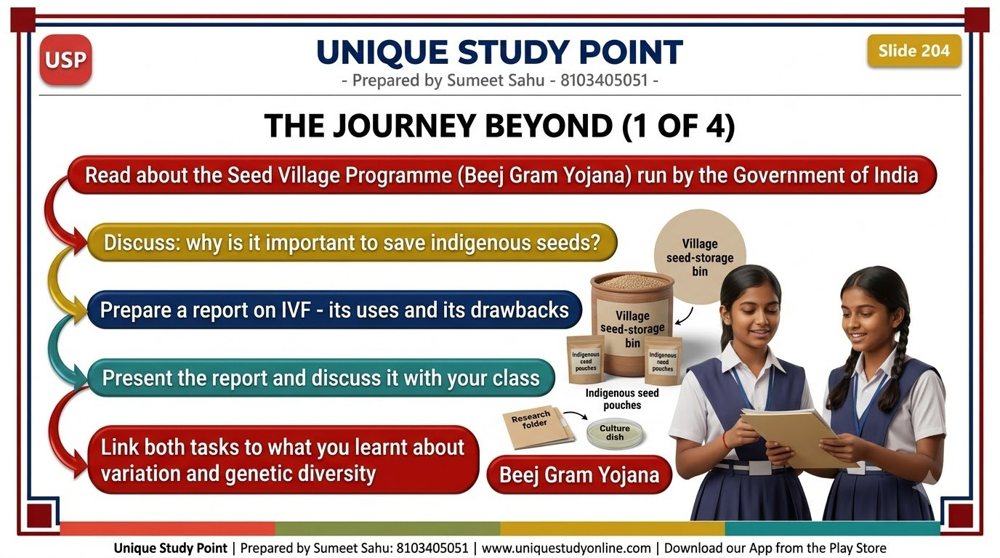 USP
UNIQUE STUDY POINT
- Prepared by Sumeet Sahu - 8103405051 -
Slide 204
THE JOURNEY BEYOND (1 OF 4)
Read about the Seed Village Programme (Beej Gram Yojana) run by the Government of India
Discuss: why is it important to save indigenous seeds?
Prepare a report on IVF - its uses and its drawbacks
Present the report and discuss it with your class
Link both tasks to what you learnt about
variation and genetic diversity
Village
seed-storage
bin
Village
seed-storage
bin
Indigenous
cead
pouches
Indigenous
need
pouches
Indigenous seed
pouches
Research
folder
Culture
dish
Beej Gram Yojana
Unique Study Point | Prepared by Sumeet Sahu: 8103405051 | www.uniquestudyonline.com | Download our App from the Play Store